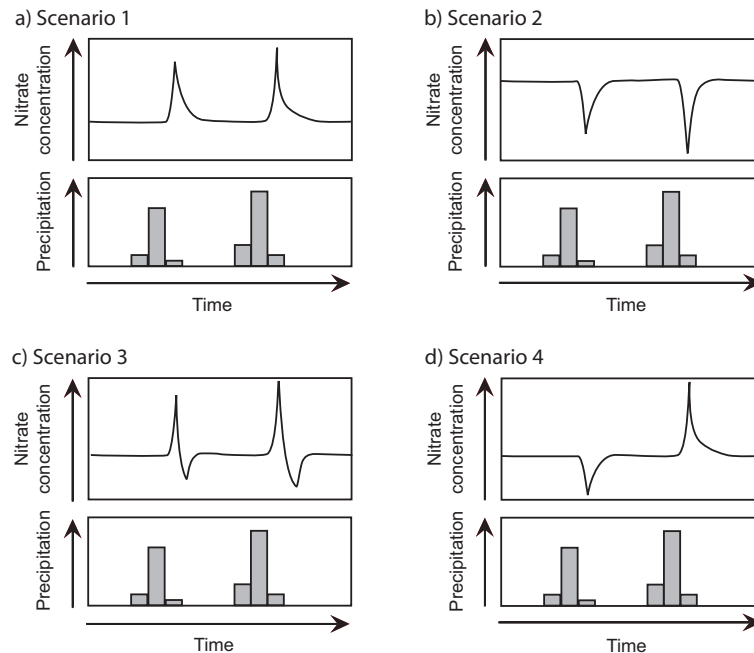 a) Scenario 1
Nitrate
concentration
Precipitation
Time
b) Scenario 2
Nitrate
concentration
Precipitation
Time
c) Scenario 3
Nitrate
concentration
Precipitation
Time
d) Scenario 4
Nitrate
concentration
Precipitation
Time